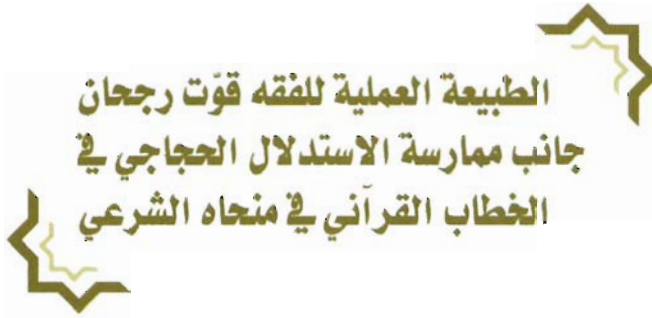 الطبيعة العملية للفقه قوّت رجحان
جانب ممارسة الاستدلال الحجاجي في
الخطاب القرآني في منحاه الشرعي